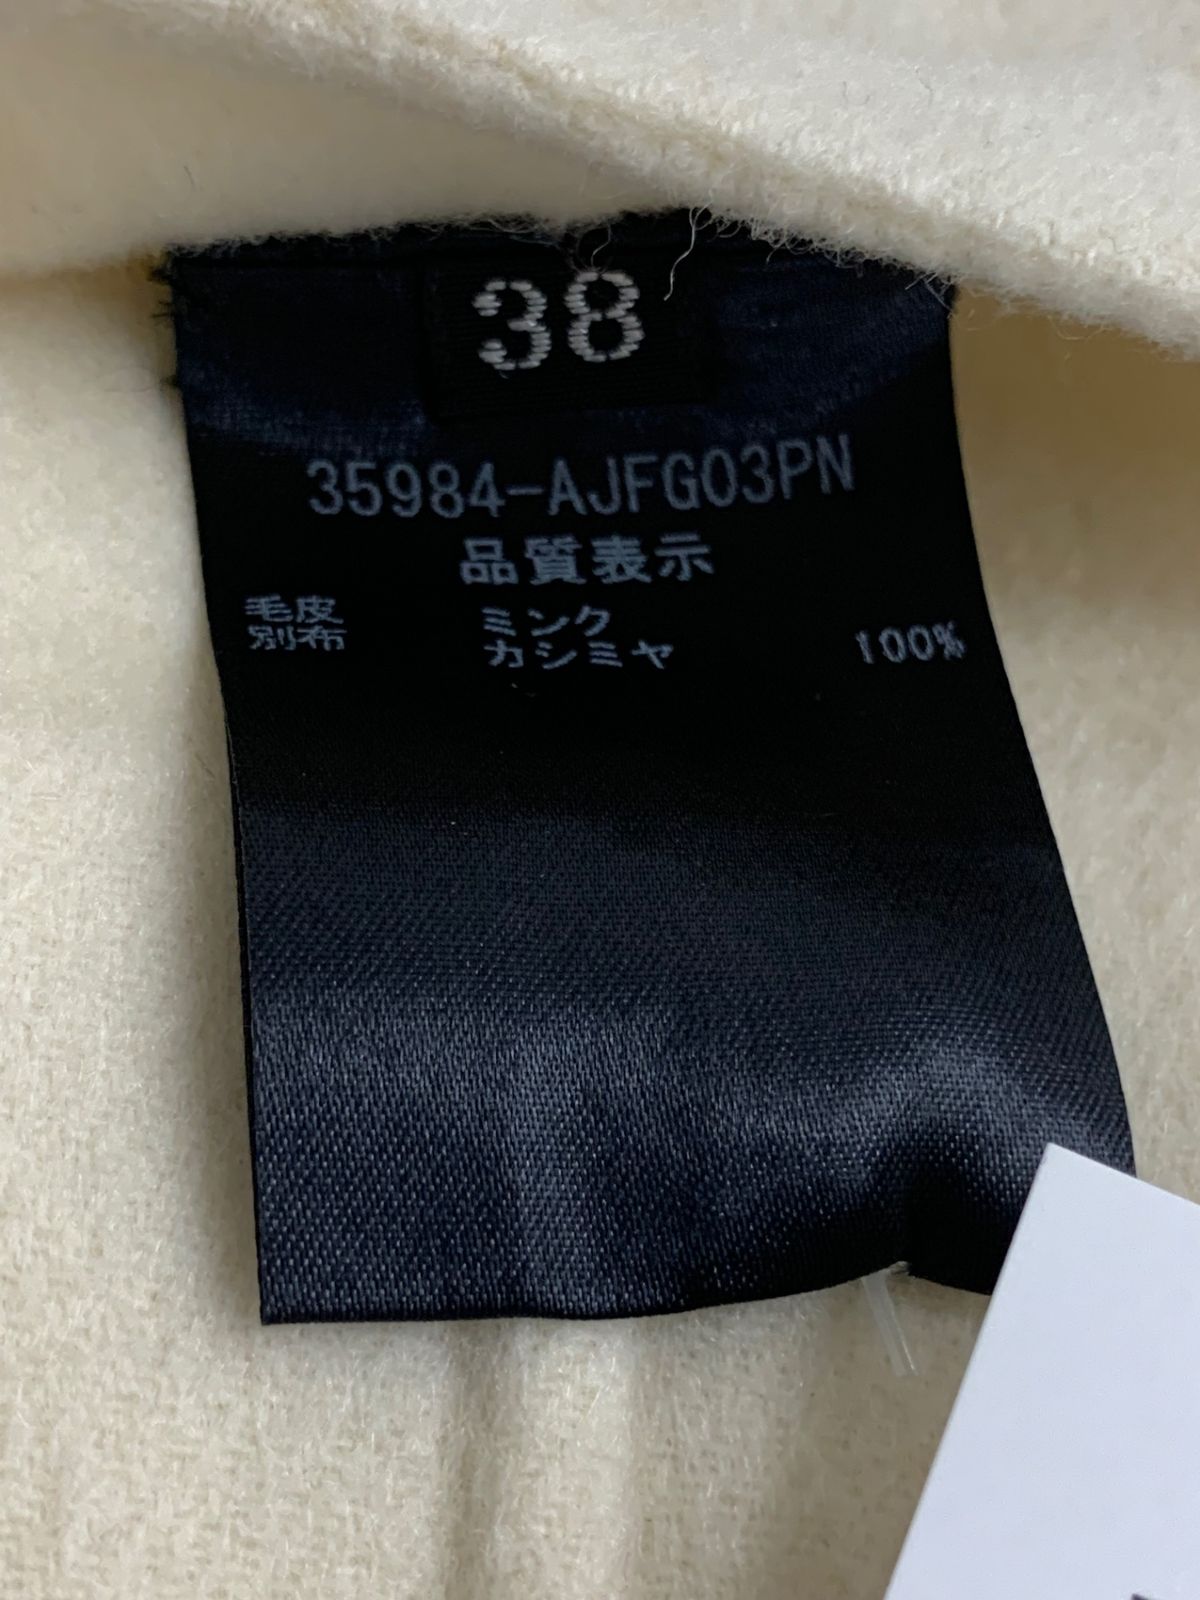 38
35984-AJFG03PN
品質表示
毛皮 ミンク
別布 カシミヤ 100%